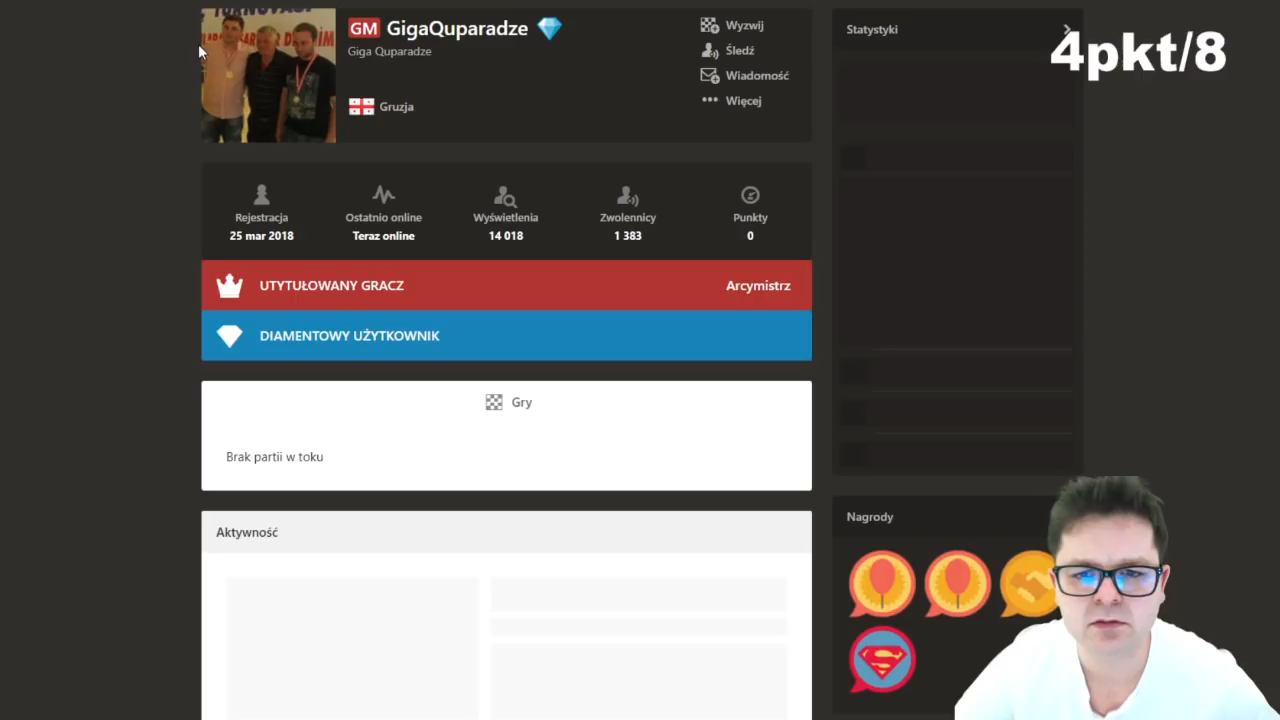 GM GigaQuparadze
Giga Quparadze
Gruzja
Wyzwij
Śledź
Wiadomość
Więcej
Statystyki
4pkt/8
Rejestracja
25 mar 2018
Ostatnio online
Teraz online
Wyświetlenia
14 018
Zwolennicy
1 383
Punkty
0
UTYTUŁOWANY GRACZ
Arcymistrz
DIAMENTOWY UŻYTKOWNIK
Gry
Brak partii w toku
Aktywność
Nagrody